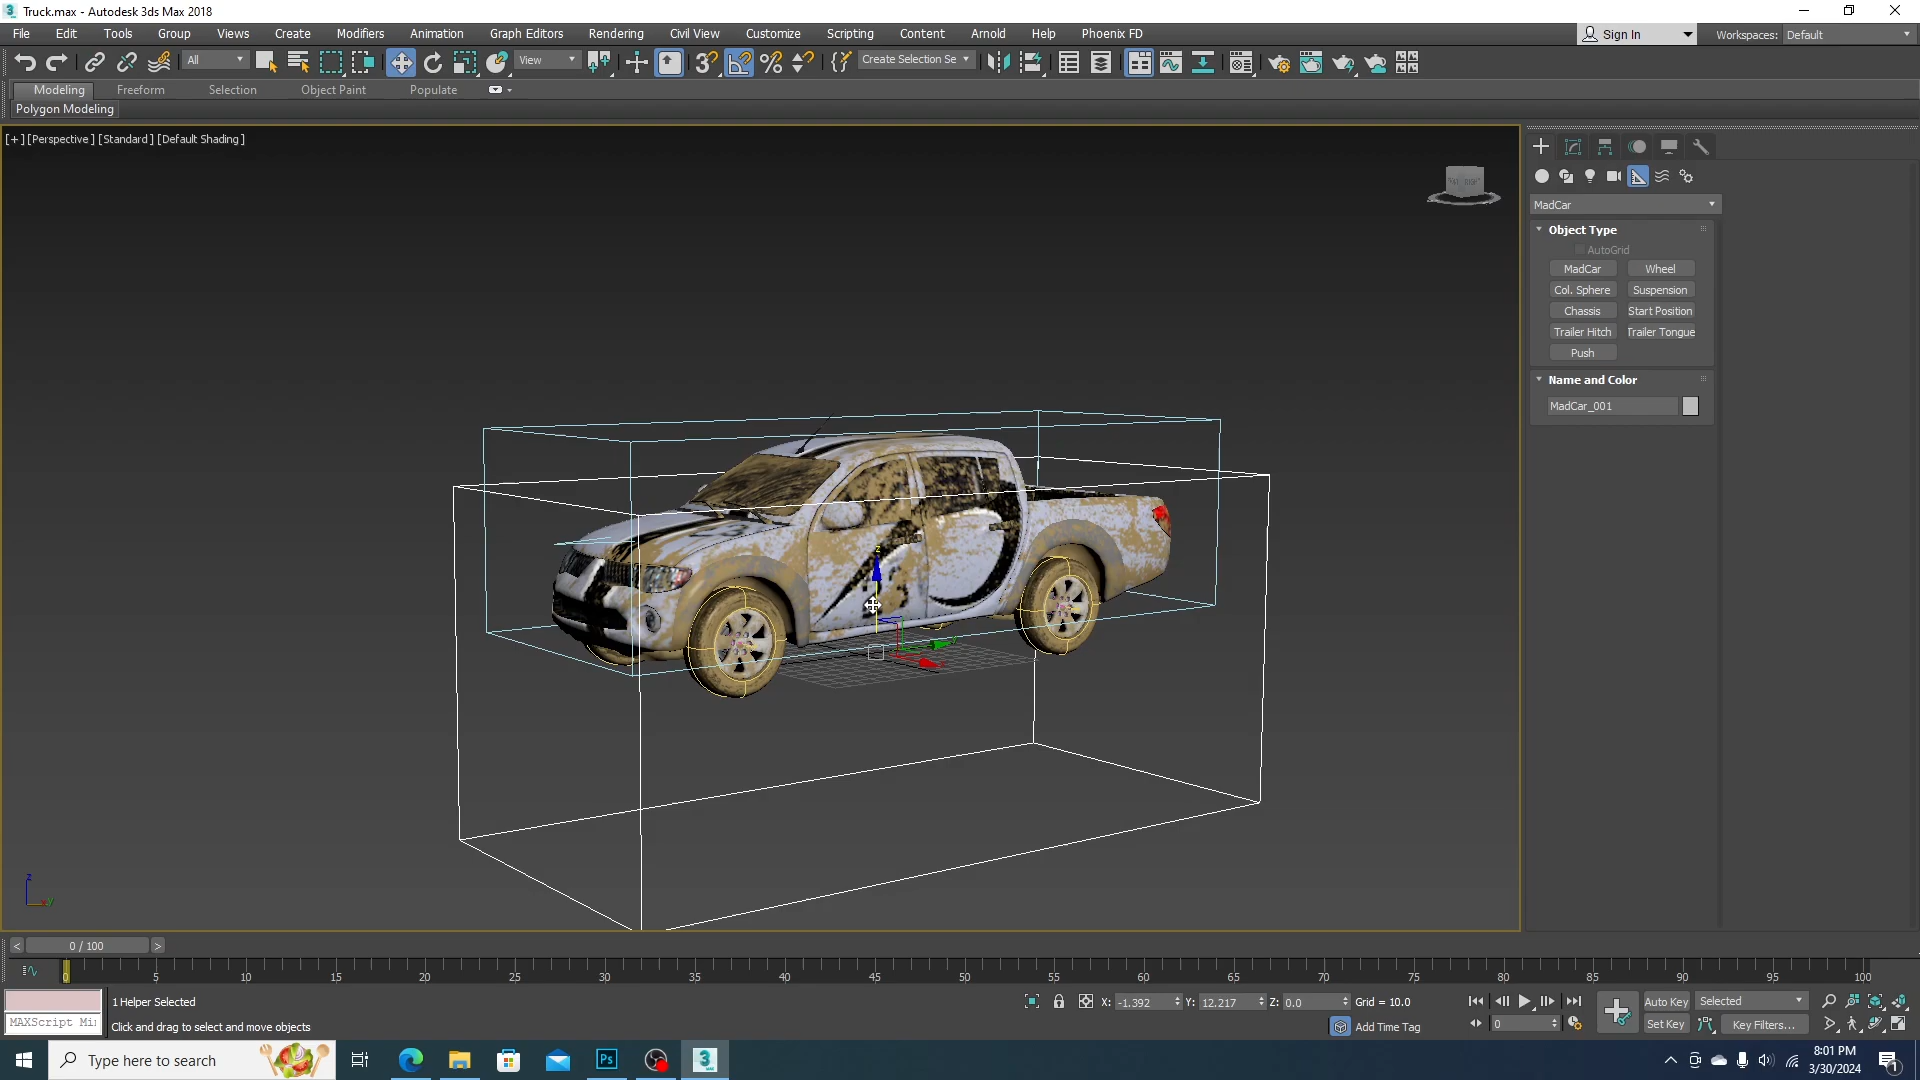 Truck.max - Autodesk 3ds Max 2018
File Edit Tools Group Views Create Modifiers Animation Graph Editors Rendering Civil View Customize Scripting Content Arnold Help Phoenix FD
Sign In
Workspaces: Default
All
View
Create Selection Se
Modeling Freeform Selection Object Paint Populate
Polygon Modeling
[+] [Perspective ] [Standard ] [Default Shading ]
MadCar
Object Type
AutoGrid
MadCar Wheel
Col. Sphere Suspension
Chassis Start Position
Trailer Hitch Trailer Tongue
Push
Name and Color
MadCar_001
z
y
z
y
< 0 / 100 >
0 5 10 15 20 25 30 35 40 45 50 55 60 65 70 75 80 85 90 95 100
1 Helper Selected
X: -1.392 Y: 12.217 Z: 0.0 Grid = 10.0
Auto Key Selected
MAXScript Mi
Click and drag to select and move objects
Add Time Tag
0
Set Key Key Filters...
Type here to search
Ps
3
8:01 PM
3/30/2024
1